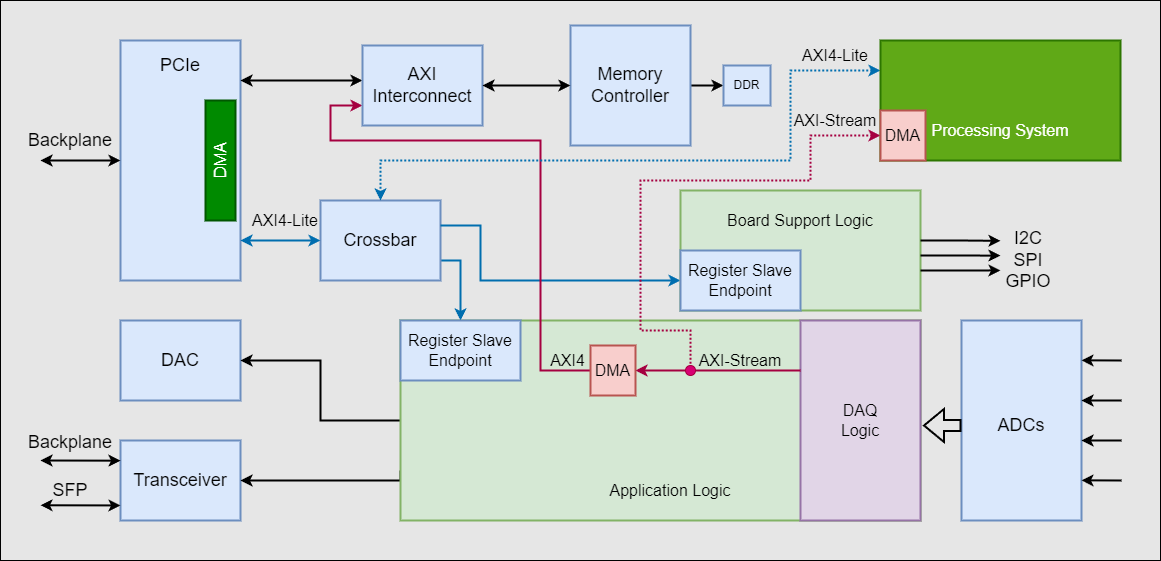 PCIe
DMA
Backplane
AXI
Interconnect
Memory
Controller
DDR
AXI4-Lite
AXI-Stream
DMA
Processing System
AXI4-Lite
Crossbar
Board Support Logic
Register Slave
Endpoint
I2C
SPI
GPIO
DAC
Register Slave
Endpoint
AXI4
DMA
AXI-Stream
DAQ
Logic
ADCs
Backplane
SFP
Transceiver
Application Logic